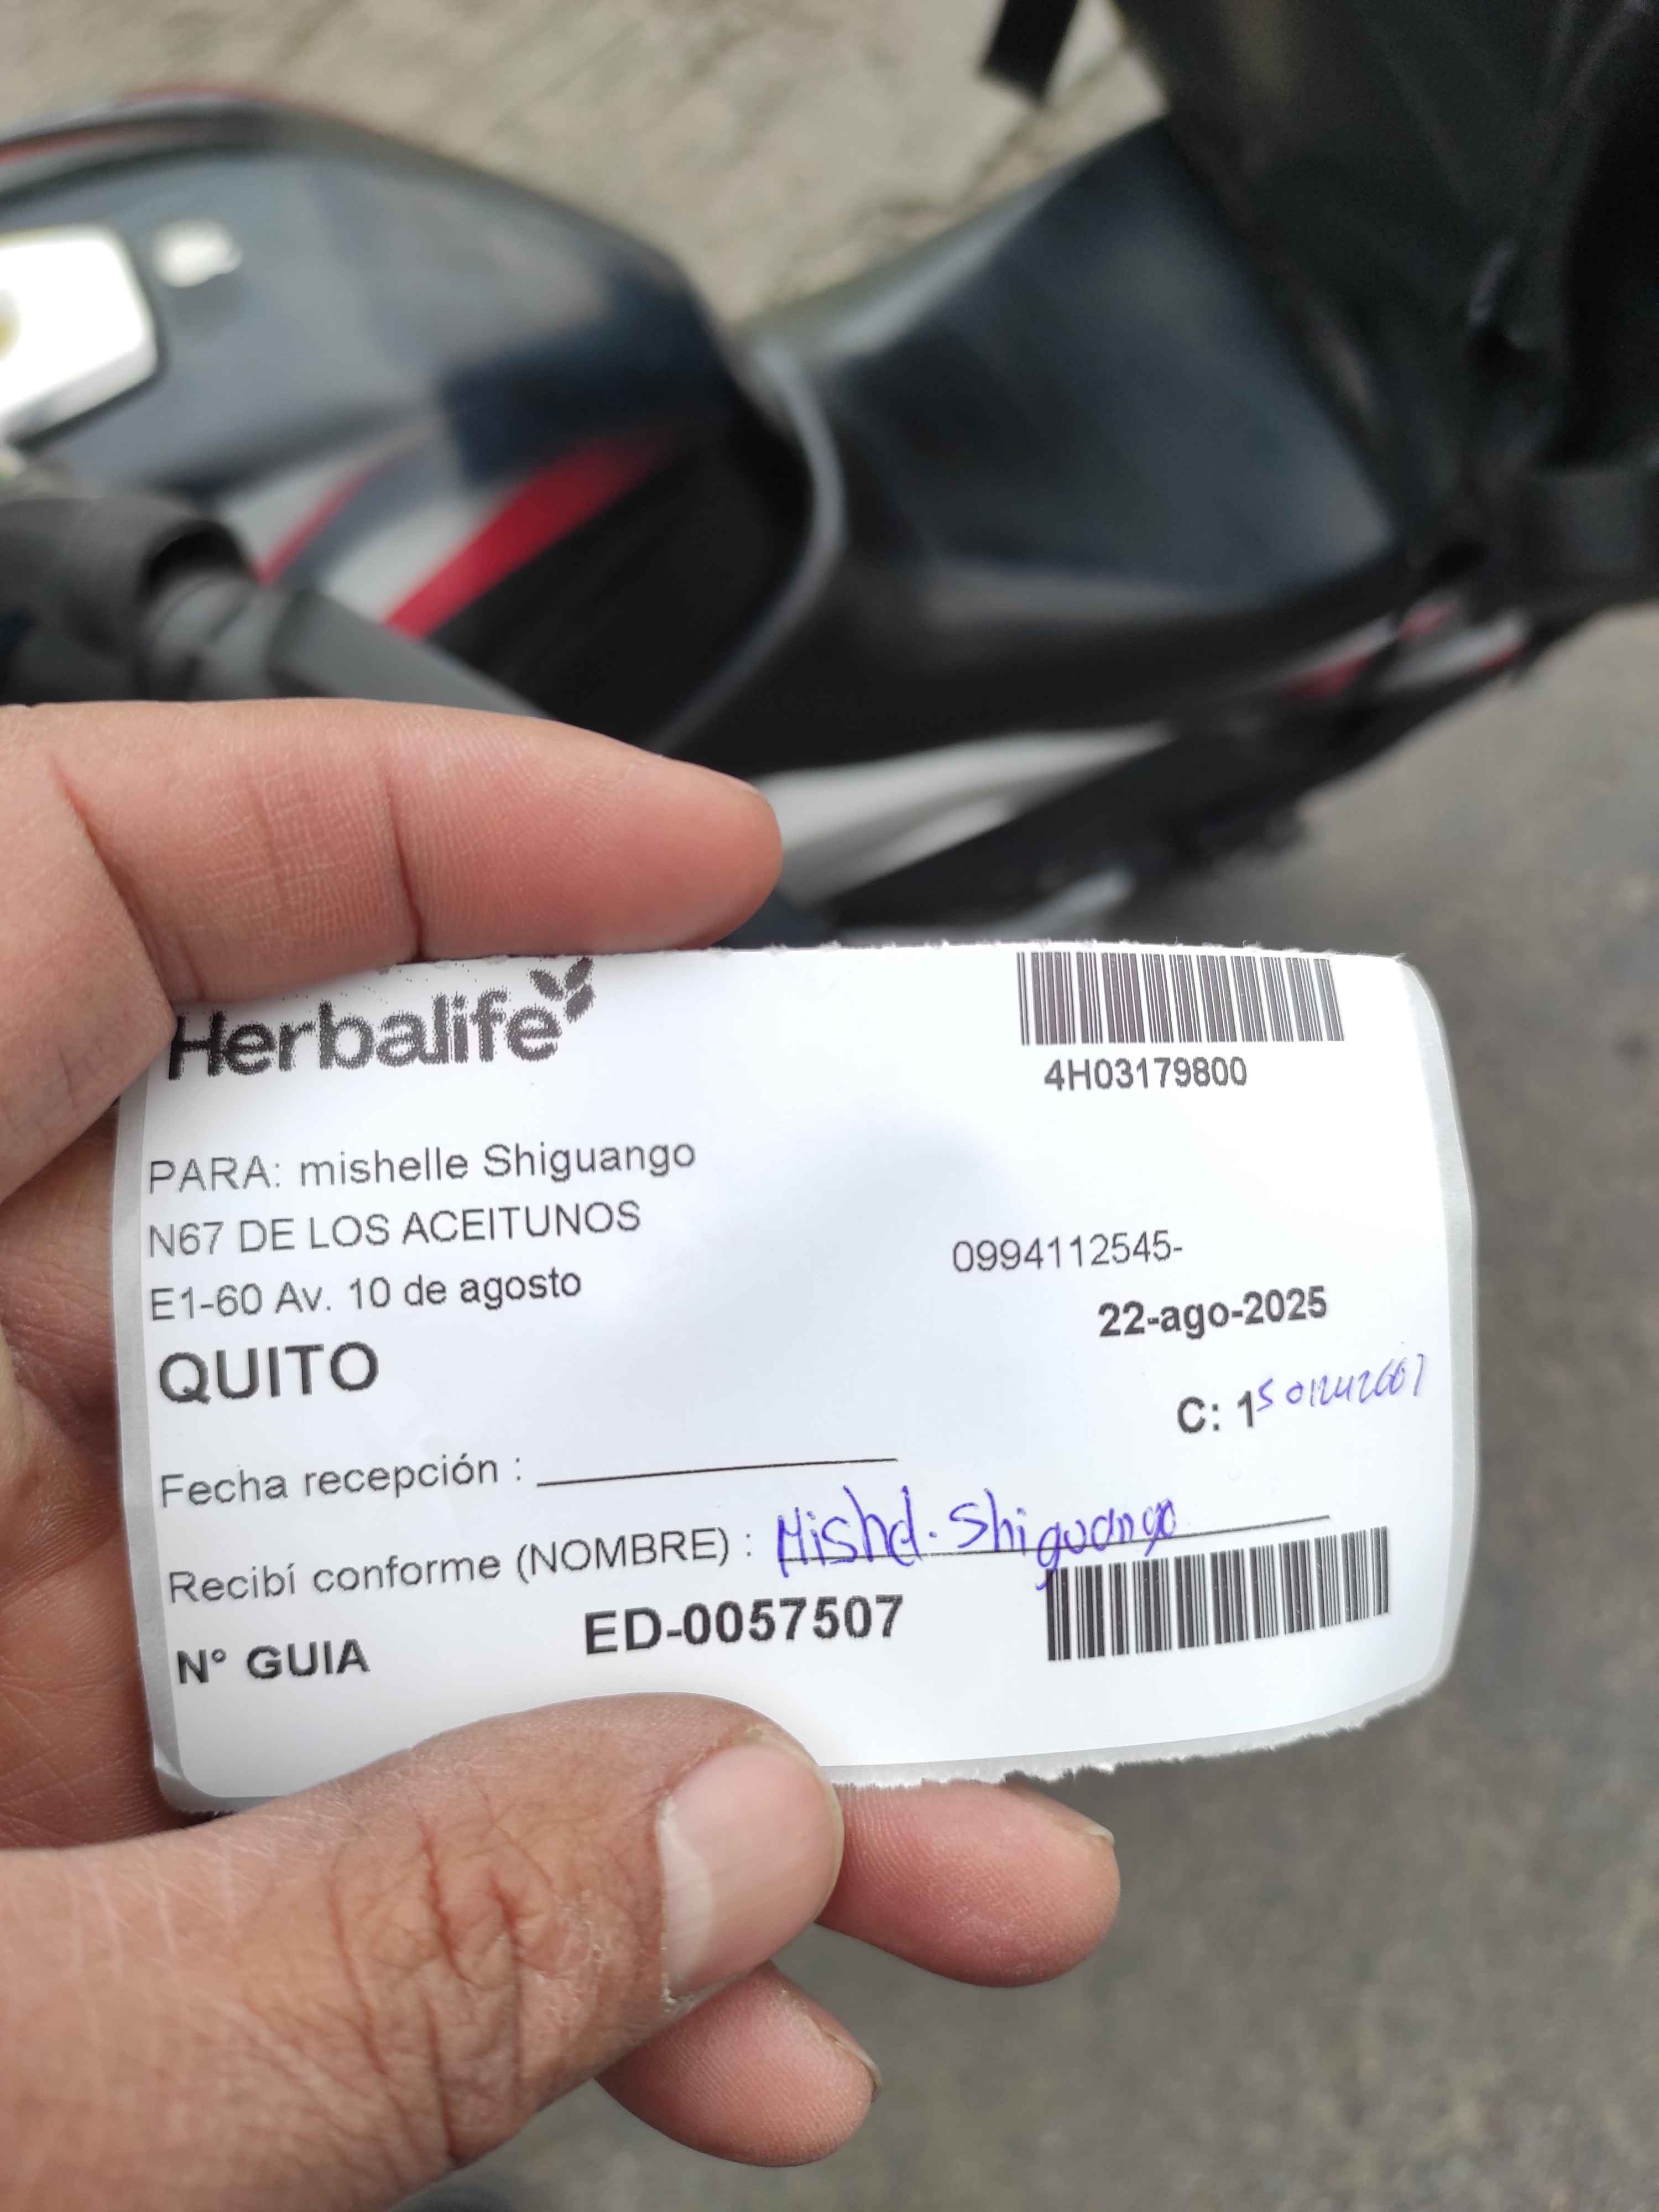 Herbalife
4H03179800
PARA: mishelle Shiguango
N67 DE LOS ACEITUNOS
E1-60 Av. 10 de agosto
0994112545-
22-ago-2025
QUITO
C: 1
Fecha recepción :
Recibí conforme (NOMBRE) : Mishel. Shiguango
N° GUIA
ED-0057507